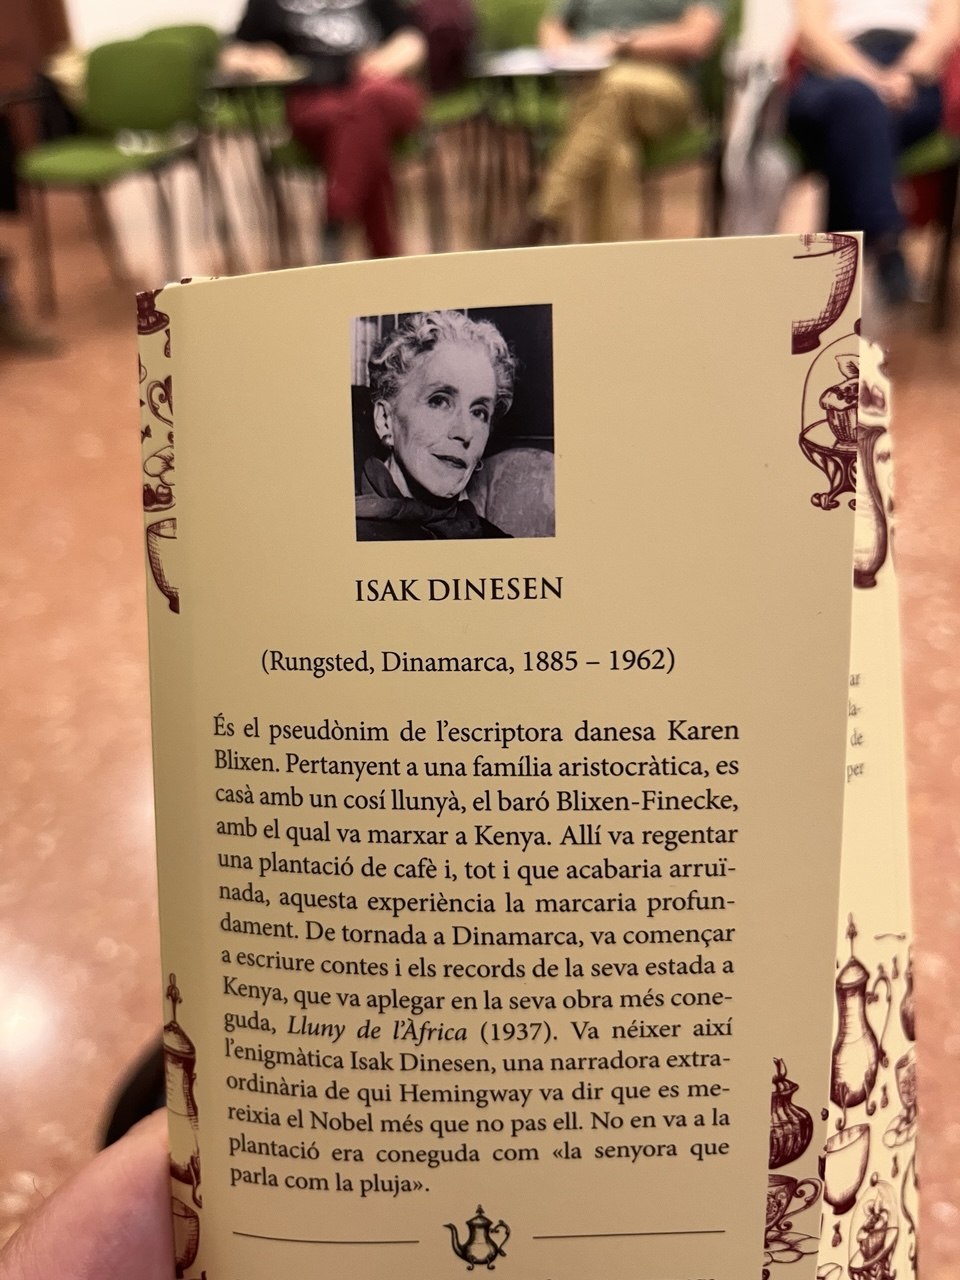 ISAK DINESEN
(Rungsted, Dinamarca, 1885 – 1962)
És el pseudònim de l'escriptora danesa Karen
Blixen. Pertanyent a una família aristocràtica, es
casà amb un cosí llunyà, el baró Blixen-Finecke,
amb el qual va marxar a Kenya. Allí va regentar
una plantació de cafè i, tot i que acabaria arruï-
nada, aquesta experiència la marcaria profun-
dament. De tornada a Dinamarca, va començar
a escriure contes i els records de la seva estada a
Kenya, que va aplegar en la seva obra més cone-
guda, Lluny de l'Àfrica (1937). Va néixer així
l'enigmàtica Isak Dinesen, una narradora extra-
ordinària de qui Hemingway va dir que es me-
reixia el Nobel més que no pas ell. No en va a la
plantació era coneguda com «la senyora que
parla com la pluja».
ar
la-
de
per